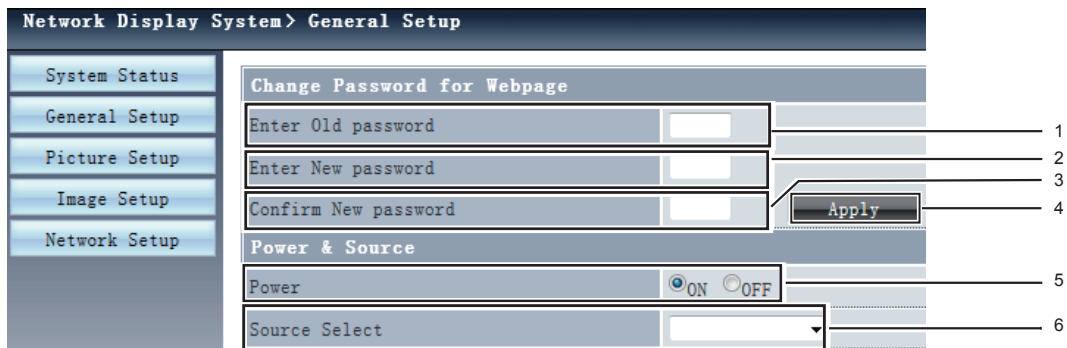 Network Display System> General Setup
System Status
General Setup
Picture Setup
Image Setup
Network Setup
Change Password for Webpage
Enter Old password 1
Enter New password 2
Confirm New password 3
Apply 4
Power & Source
Power ON OFF 5
Source Select 6